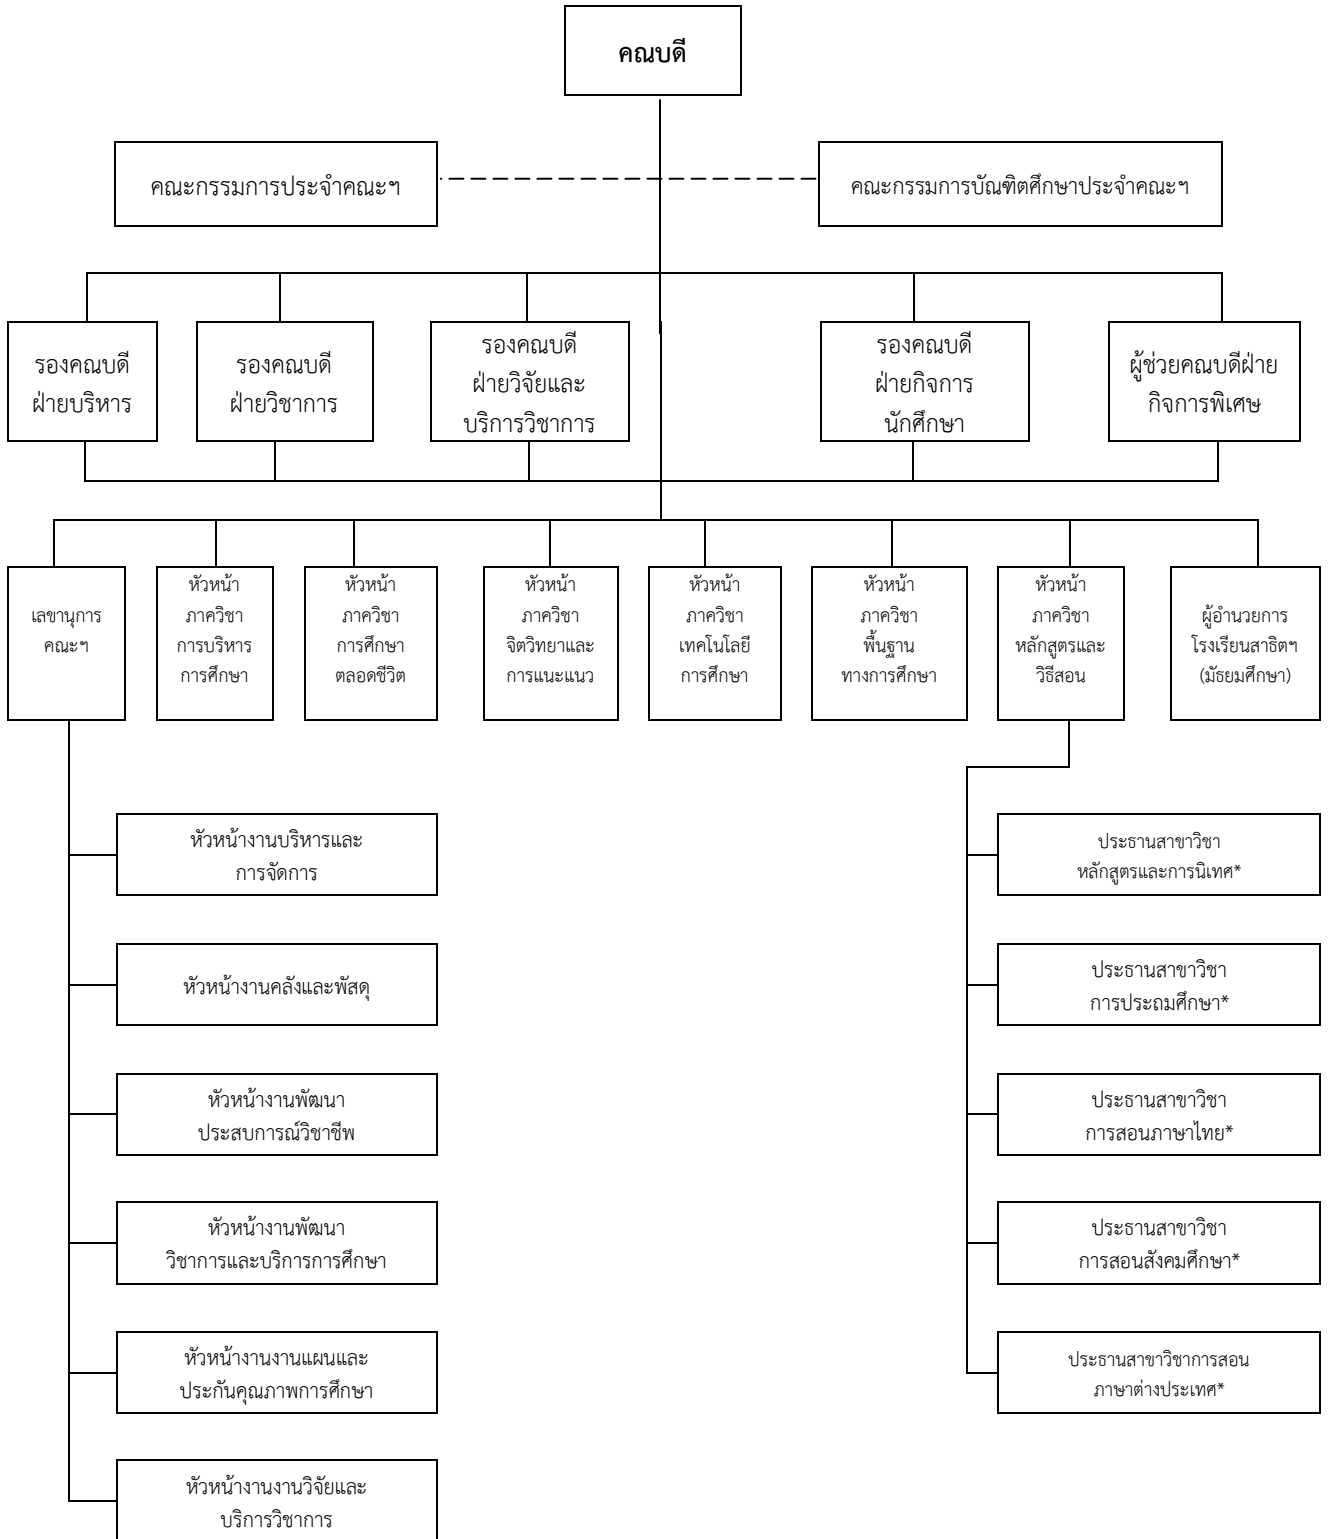 คณบดี
คณะกรรมการประจำคณะฯ
คณะกรรมการบัณฑิตศึกษาประจำคณะฯ
รองคณบดี
ฝ่ายบริหาร
รองคณบดี
ฝ่ายวิชาการ
รองคณบดี
ฝ่ายวิจัยและ
บริการวิชาการ
รองคณบดี
ฝ่ายกิจการ
นักศึกษา
ผู้ช่วยคณบดีฝ่าย
กิจการพิเศษ
เลขานุการ
คณะฯ
หัวหน้า
ภาควิชา
การบริหาร
การศึกษา
หัวหน้า
ภาควิชา
การศึกษา
ตลอดชีวิต
หัวหน้า
ภาควิชา
จิตวิทยาและ
การแนะแนว
หัวหน้า
ภาควิชา
เทคโนโลยี
การศึกษา
หัวหน้า
ภาควิชา
พื้นฐาน
ทางการศึกษา
หัวหน้า
ภาควิชา
หลักสูตรและ
วิธีสอน
ผู้อำนวยการ
โรงเรียนสาธิตฯ
(มัธยมศึกษา)
หัวหน้างานบริหารและ
การจัดการ
หัวหน้างานคลังและพัสดุ
หัวหน้างานพัฒนา
ประสบการณ์วิชาชีพ
หัวหน้างานพัฒนา
วิชาการและบริการการศึกษา
หัวหน้างานงานแผนและ
ประกันคุณภาพการศึกษา
หัวหน้างานงานวิจัยและ
บริการวิชาการ
ประธานสาขาวิชา
หลักสูตรและการนิเทศ*
ประธานสาขาวิชา
การประถมศึกษา*
ประธานสาขาวิชา
การสอนภาษาไทย*
ประธานสาขาวิชา
การสอนสังคมศึกษา*
ประธานสาขาวิชาการสอน
ภาษาต่างประเทศ*